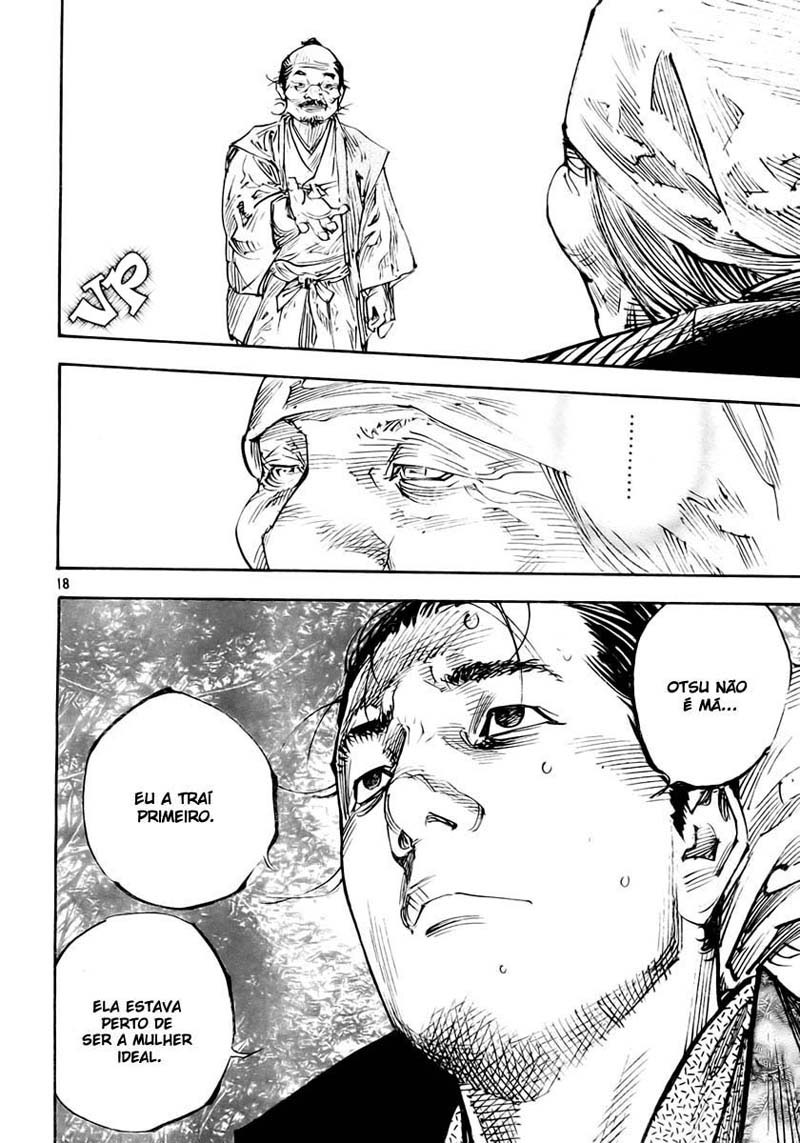 VP
..........
18
OTSU NÃO
É MÁ...
EU A TRAÍ
PRIMEIRO.
ELA ESTAVA
PERTO DE
SER A MULHER
IDEAL.